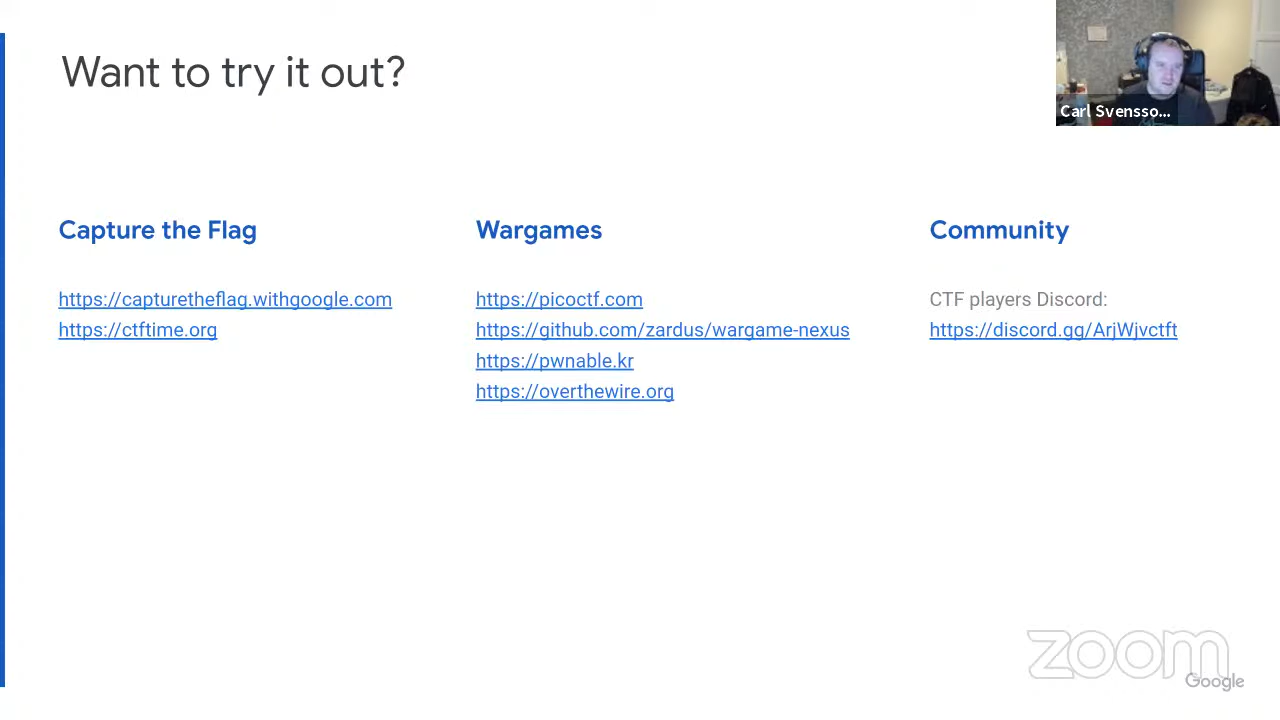 Want to try it out?
Carl Svensso...
Capture the Flag
https://capturetheflag.withgoogle.com
https://ctftime.org
Wargames
https://picoctf.com
https://github.com/zardus/wargame-nexus
https://pwnable.kr
https://overthewire.org
Community
CTF players Discord:
https://discord.gg/ArjWjvctft
zoom
Google